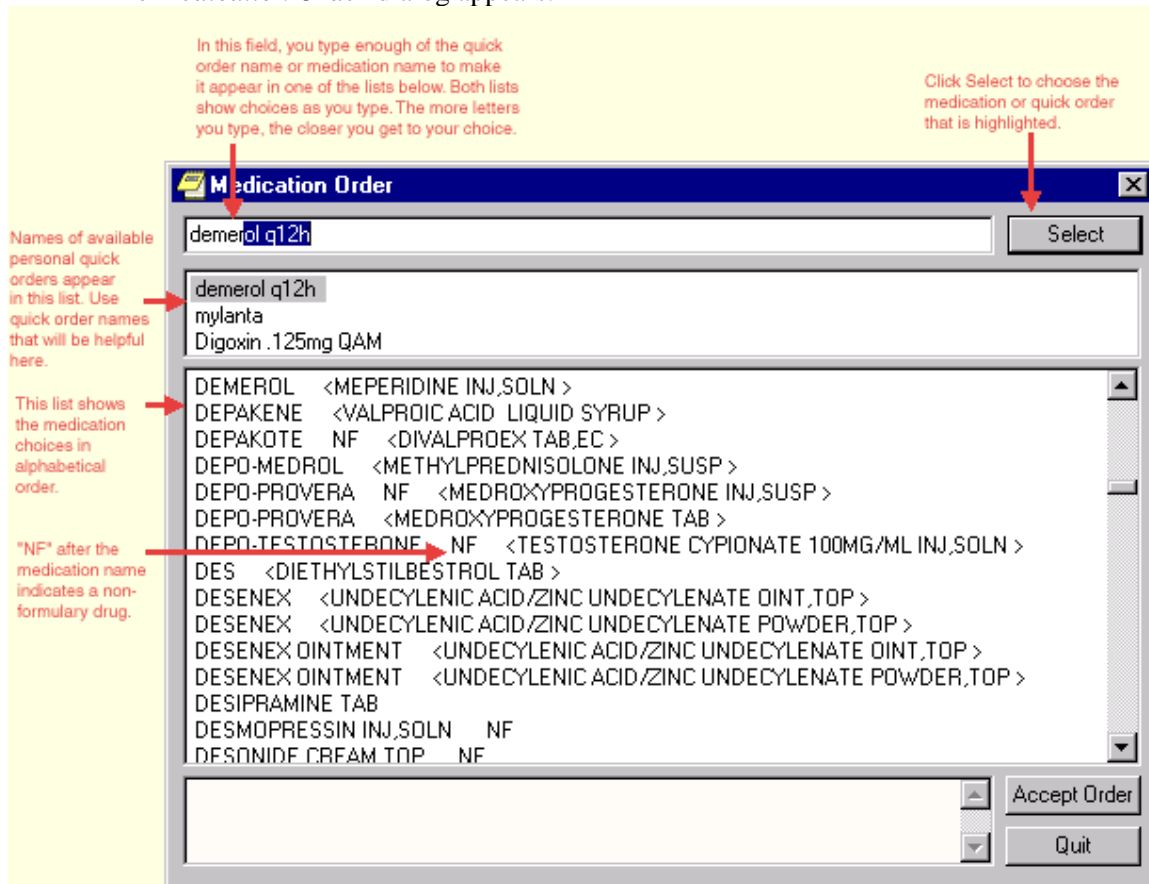 dialog appears.
In this field, you type enough of the quick
order name or medication name to make
it appear in one of the lists below. Both lists
show choices as you type. The more letters
you type, the closer you get to your choice.
Click Select to choose the
medication or quick order
that is highlighted.
Medication Order
demerol q12h
Select
Names of available
personal quick
orders appear
in this list. Use
quick order names
that will be helpful
here.
demerol q12h
mylanta
Digoxin .125mg QAM
This list shows
the medication
choices in
alphabetical
order.
"NF" after the
medication name
indicates a non-
formulary drug.
DEMEROL <MEPERIDINE INJ,SOLN >
DEPAKENE <VALPROIC ACID LIQUID SYRUP >
DEPAKOTE NF <DIVALPROEX TAB,EC >
DEPO-MEDROL <METHYLPREDNISOLONE INJ,SUSP >
DEPO-PROVERA NF <MEDROXYPROGESTERONE INJ,SUSP >
DEPO-PROVERA <MEDROXYPROGESTERONE TAB >
DEPO-TESTOSTERONE NF <TESTOSTERONE CYPIONATE 100MG/ML INJ,SOLN >
DES <DIETHYLSTILBESTROL TAB >
DESENEX <UNDECYLENIC ACID/ZINC UNDECYLENATE OINT,TOP >
DESENEX <UNDECYLENIC ACID/ZINC UNDECYLENATE POWDER,TOP >
DESENEX OINTMENT <UNDECYLENIC ACID/ZINC UNDECYLENATE OINT,TOP >
DESENEX OINTMENT <UNDECYLENIC ACID/ZINC UNDECYLENATE POWDER,TOP >
DESIPRAMINE TAB
DESMOPRESSIN INJ,SOLN NF
DESONIDE CREAM TOP NF
Accept Order
Quit